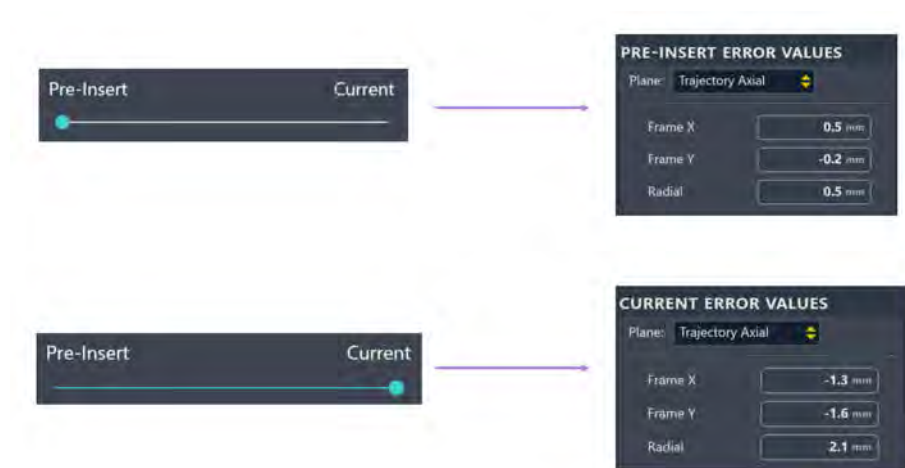 Pre-Insert Current
PRE-INSERT ERROR VALUES
Plane: Trajectory Axial
Frame X 0.5 mm
Frame Y -0.2 mm
Radial 0.5 mm
Pre-Insert Current
CURRENT ERROR VALUES
Plane: Trajectory Axial
Frame X -1.3 mm
Frame Y -1.6 mm
Radial 2.1 mm